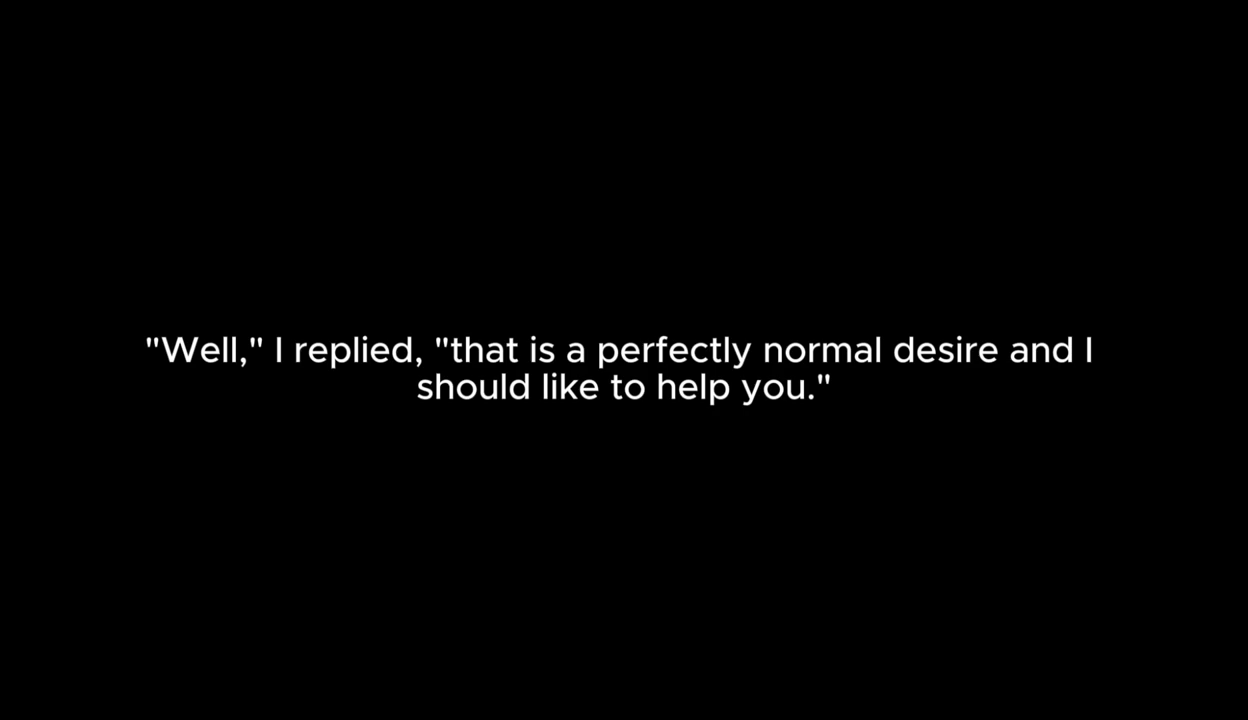 "Well," I replied, "that is a perfectly normal desire and I
should like to help you."